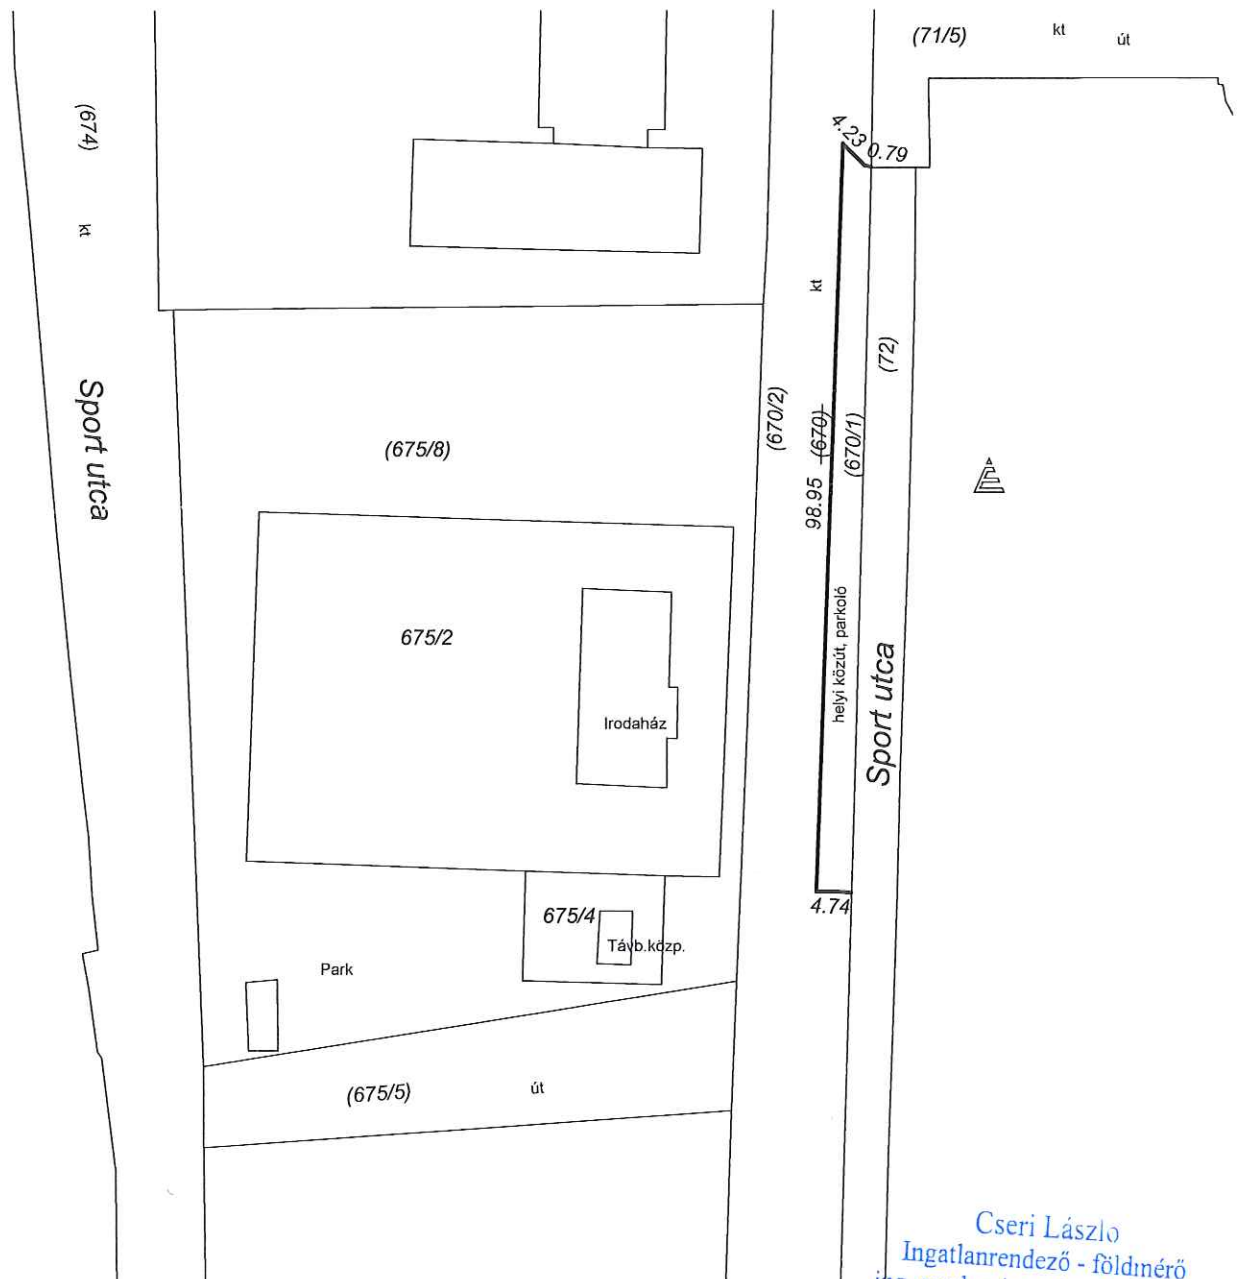 (71/5)
kt
út
(674)
kt
4.23
0.79
kt
(72)
Sport utca
(670/2)
(670)
(670/1)
98.95
(675/8)
É
675/2
helyi közút, parkoló
Sport utca
Irodaház
4.74
675/4
Távb.közp.
Park
(675/5)
út
Cseri László
Ingatlanrendező - földmérő